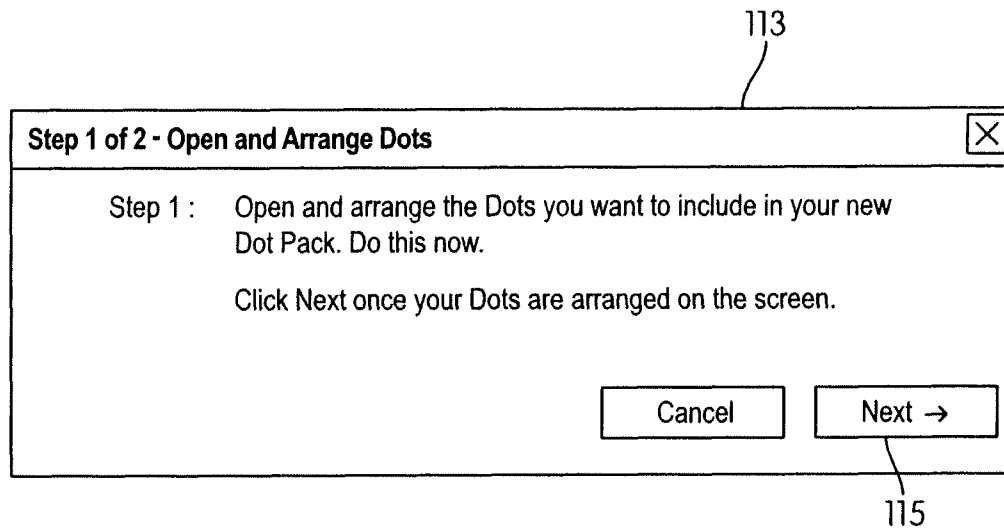 113
Step 1 of 2 - Open and Arrange Dots
Step 1 : Open and arrange the Dots you want to include in your new
Dot Pack. Do this now.
Click Next once your Dots are arranged on the screen.
Cancel
Next →
115